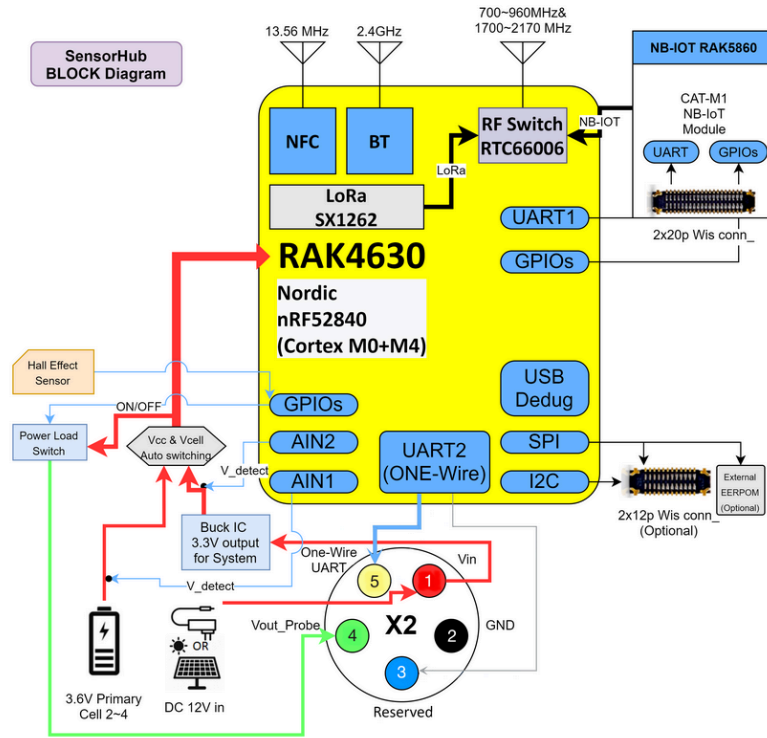 SensorHub
BLOCK Diagram
13.56 MHz
2.4GHz
700~960MHz&
1700~2170 MHz
NB-IOT RAK5860
CAT-M1
NB-IoT
Module
UART
GPIOs
2x20p Wis conn_
NFC
BT
RF Switch
RTC66006
NB-IOT
LoRa
LoRa
SX1262
UART1
RAK4630
GPIOs
Nordic
nRF52840
(Cortex M0+M4)
Hall Effect
Sensor
ON/OFF
Power Load
Switch
Vcc & Vcell
Auto switching
GPIOs
AIN2
AIN1
V_detect
UART2
(ONE-Wire)
USB
Dedug
SPI
I2C
2x12p Wis conn_
(Optional)
External
EERPOM
(Optional)
Buck IC
3.3V output
for System
V_detect
One-Wire
UART
Vin
5
1
X2
4
2
GND
3
Reserved
Vout_Probe
OR
3.6V Primary
Cell 2~4
DC 12V in